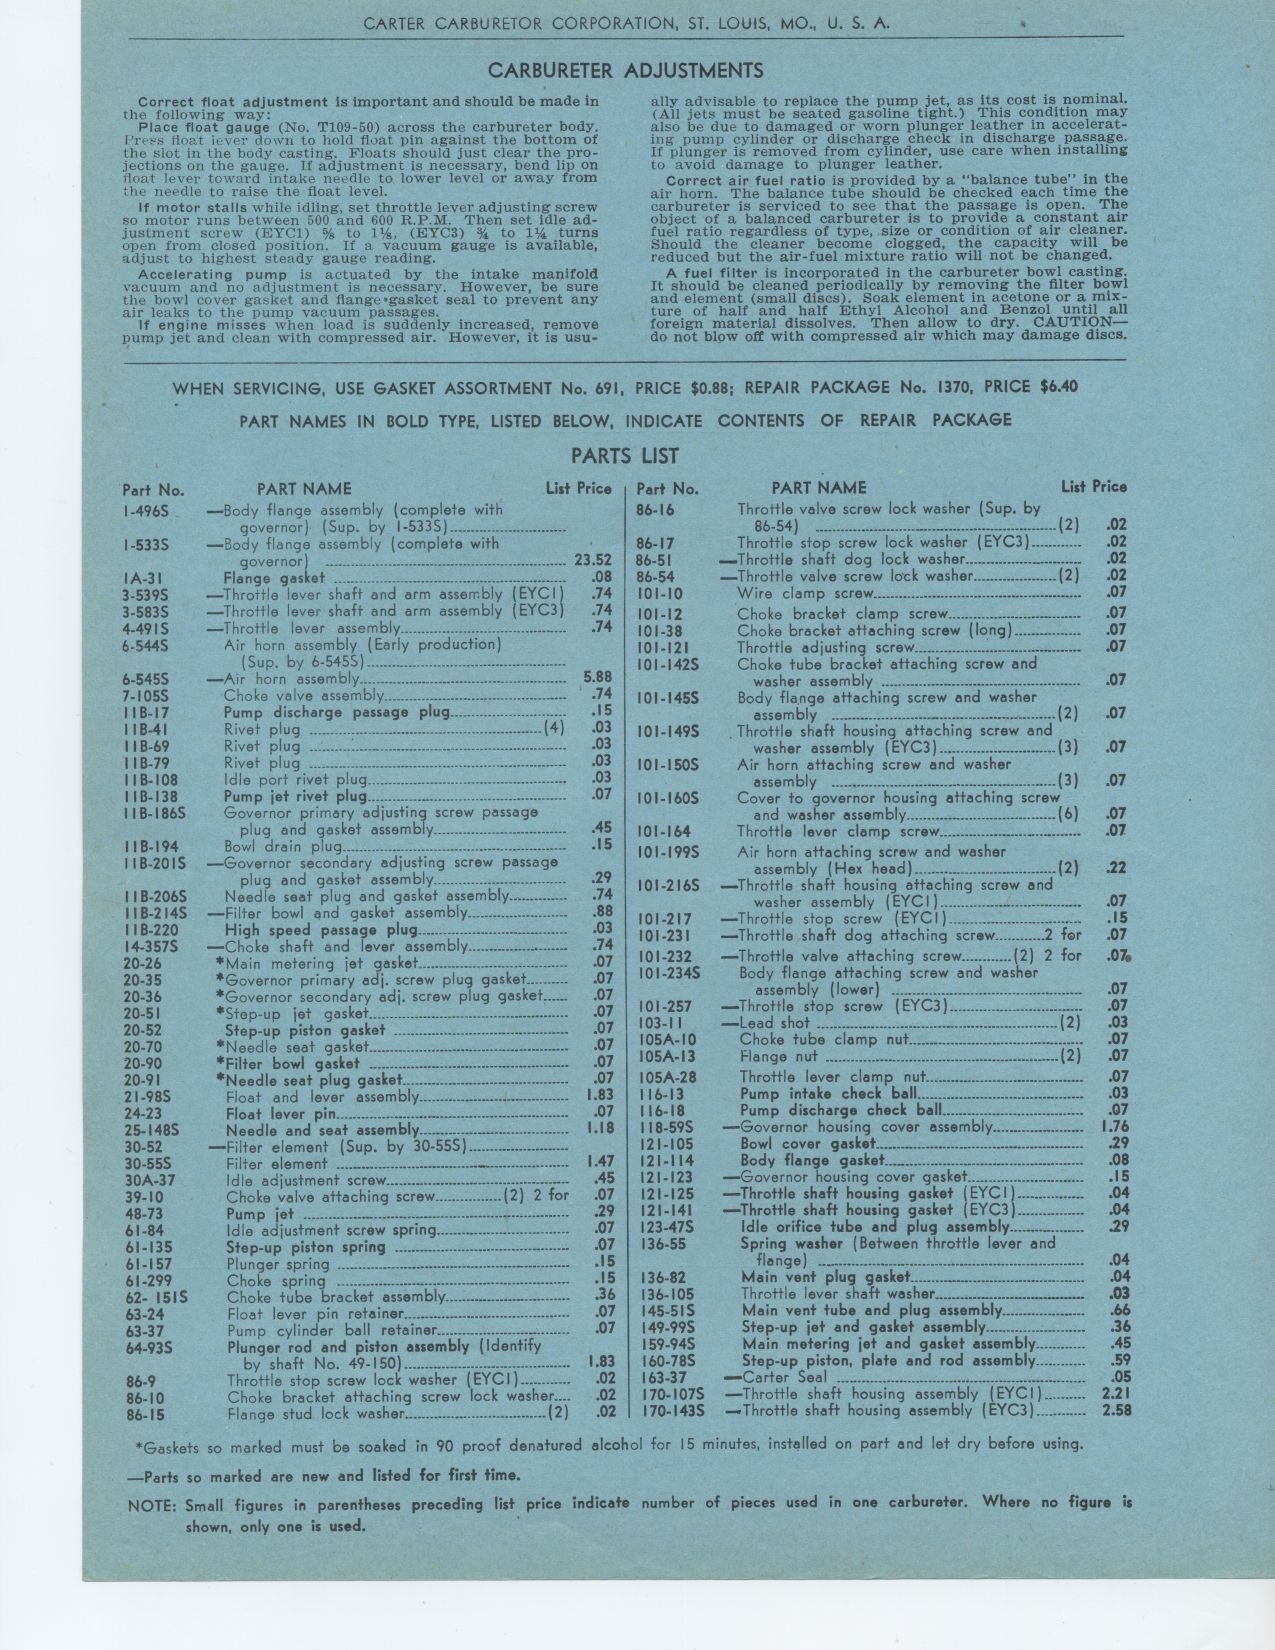 CARTER CARBURETOR CORPORATION, ST. LOUIS, MO., U. S. A.
CARBURETER ADJUSTMENTS
Correct float adjustment is important and should be made in
the following way:
Place float gauge (No. T109-50) across the carbureter body.
Press float lever down to hold float pin against the bottom of
the slot in the body casting. Floats should just clear the pro-
jections on the gauge. If adjustment is necessary, bend lip on
float lever toward intake needle to lower level or away from
the needle to raise the float level.
If motor stalls while idling, set throttle lever adjusting screw
so motor runs between 500 and 600 R.P.M. Then set idle ad-
justment screw (EYC1) ⅝ to 1⅛, (EYC3) ¾ to 1¼ turns
open from closed position. If a vacuum gauge is available,
adjust to highest steady gauge reading.
Accelerating pump is actuated by the intake manifold
vacuum and no adjustment is necessary. However, be sure
the bowl cover gasket and flange gasket seal to prevent any
air leaks to the pump vacuum passages.
If engine misses when load is suddenly increased, remove
pump jet and clean with compressed air. However, it is usu-
ally advisable to replace the pump jet, as its cost is nominal.
(All jets must be seated gasoline tight.) This condition may
also be due to damaged or worn plunger leather in accelerat-
ing pump cylinder or discharge check in discharge passage.
If plunger is removed from cylinder, use care when installing
to avoid damage to plunger leather.
Correct air fuel ratio is provided by a "balance tube" in the
air horn. The balance tube should be checked each time the
carbureter is serviced to see that the passage is open. The
object of a balanced carbureter is to provide a constant air
fuel ratio regardless of type, size or condition of air cleaner.
Should the cleaner become clogged, the capacity will be
reduced but the air-fuel mixture ratio will not be changed.
A fuel filter is incorporated in the carbureter bowl casting.
It should be cleaned periodically by removing the filter bowl
and element (small discs). Soak element in acetone or a mix-
ture of half and half Ethyl Alcohol and Benzol until all
foreign material dissolves. Then allow to dry. CAUTION—
do not blow off with compressed air which may damage discs.
WHEN SERVICING, USE GASKET ASSORTMENT No. 691, PRICE $0.88; REPAIR PACKAGE No. 1370, PRICE $6.40
PART NAMES IN BOLD TYPE, LISTED BELOW, INDICATE CONTENTS OF REPAIR PACKAGE
PARTS LIST
Part No. PART NAME List Price
1-496S —Body flange assembly (complete with
governor) (Sup. by 1-533S)
1-533S —Body flange assembly (complete with
governor) 23.52
1A-31 Flange gasket .08
3-539S —Throttle lever shaft and arm assembly (EYC1) .74
3-583S —Throttle lever shaft and arm assembly (EYC3) .74
4-491S —Throttle lever assembly .74
6-544S Air horn assembly (Early production)
(Sup. by 6-545S)
6-545S —Air horn assembly 5.88
7-105S Choke valve assembly .74
11B-17 Pump discharge passage plug .15
11B-41 Rivet plug (4) .03
11B-69 Rivet plug .03
11B-79 Rivet plug .03
11B-108 Idle port rivet plug .03
11B-138 Pump jet rivet plug .07
11B-186S Governor primary adjusting screw passage
plug and gasket assembly .45
11B-194 Bowl drain plug .15
11B-201S —Governor secondary adjusting screw passage
plug and gasket assembly .29
11B-206S Needle seat plug and gasket assembly .74
11B-214S —Filter bowl and gasket assembly .88
11B-220 High speed passage plug .03
14-357S —Choke shaft and lever assembly .74
20-26 *Main metering jet gasket .07
20-35 *Governor primary adj. screw plug gasket .07
20-36 *Governor secondary adj. screw plug gasket .07
20-51 *Step-up jet gasket .07
20-52 Step-up piston gasket .07
20-70 *Needle seat gasket .07
20-90 *Filter bowl gasket .07
20-91 *Needle seat plug gasket .07
21-98S Float and lever assembly 1.83
24-23 Float lever pin .07
25-148S Needle and seat assembly 1.18
30-52 —Filter element (Sup. by 30-55S)
30-55S Filter element 1.47
30A-37 Idle adjustment screw .45
39-10 Choke valve attaching screw (2) 2 for .07
48-73 Pump jet .29
61-84 Idle adjustment screw spring .07
61-135 Step-up piston spring .07
61-157 Plunger spring .15
61-299 Choke spring .15
62- 151S Choke tube bracket assembly .36
63-24 Float lever pin retainer .07
63-37 Pump cylinder ball retainer .07
64-93S Plunger rod and piston assembly (Identify
by shaft No. 49-150) 1.83
86-9 Throttle stop screw lock washer (EYC1) .02
86-10 Choke bracket attaching screw lock washer .02
86-15 Flange stud lock washer (2) .02
Part No. PART NAME List Price
86-16 Throttle valve screw lock washer (Sup. by
86-54) (2) .02
86-17 Throttle stop screw lock washer (EYC3) .02
86-51 —Throttle shaft dog lock washer .02
86-54 —Throttle valve screw lock washer (2) .02
101-10 Wire clamp screw .07
101-12 Choke bracket clamp screw .07
101-38 Choke bracket attaching screw (long) .07
101-121 Throttle adjusting screw .07
101-142S Choke tube bracket attaching screw and
washer assembly .07
101-145S Body flange attaching screw and washer
assembly (2) .07
101-149S Throttle shaft housing attaching screw and
washer assembly (EYC3) (3) .07
101-150S Air horn attaching screw and washer
assembly (3) .07
101-160S Cover to governor housing attaching screw
and washer assembly (6) .07
101-164 Throttle lever clamp screw .07
101-199S Air horn attaching screw and washer
assembly (Hex head) (2) .22
101-216S —Throttle shaft housing attaching screw and
washer assembly (EYC1) .07
101-217 —Throttle stop screw (EYC1) .15
101-231 —Throttle shaft dog attaching screw 2 for .07
101-232 —Throttle valve attaching screw (2) 2 for .07
101-234S Body flange attaching screw and washer
assembly (lower) .07
101-257 —Throttle stop screw (EYC3) .07
103-11 —Lead shot (2) .03
105A-10 Choke tube clamp nut .07
105A-13 Flange nut (2) .07
105A-28 Throttle lever clamp nut .07
116-13 Pump intake check ball .03
116-18 Pump discharge check ball .07
118-59S —Governor housing cover assembly 1.76
121-105 Bowl cover gasket .29
121-114 Body flange gasket .08
121-123 —Governor housing cover gasket .15
121-125 —Throttle shaft housing gasket (EYC1) .04
121-141 —Throttle shaft housing gasket (EYC3) .04
123-47S Idle orifice tube and plug assembly .29
136-55 Spring washer (Between throttle lever and
flange) .04
136-82 Main vent plug gasket .04
136-105 Throttle lever shaft washer .03
145-51S Main vent tube and plug assembly .66
149-99S Step-up jet and gasket assembly .36
159-94S Main metering jet and gasket assembly .45
160-78S Step-up piston, plate and rod assembly .59
163-37 —Carter Seal .05
170-107S —Throttle shaft housing assembly (EYC1) 2.21
170-143S —Throttle shaft housing assembly (EYC3) 2.58
*Gaskets so marked must be soaked in 90 proof denatured alcohol for 15 minutes, installed on part and let dry before using.
—Parts so marked are new and listed for first time.
NOTE: Small figures in parentheses preceding list price indicate number of pieces used in one carbureter. Where no figure is
shown, only one is used.